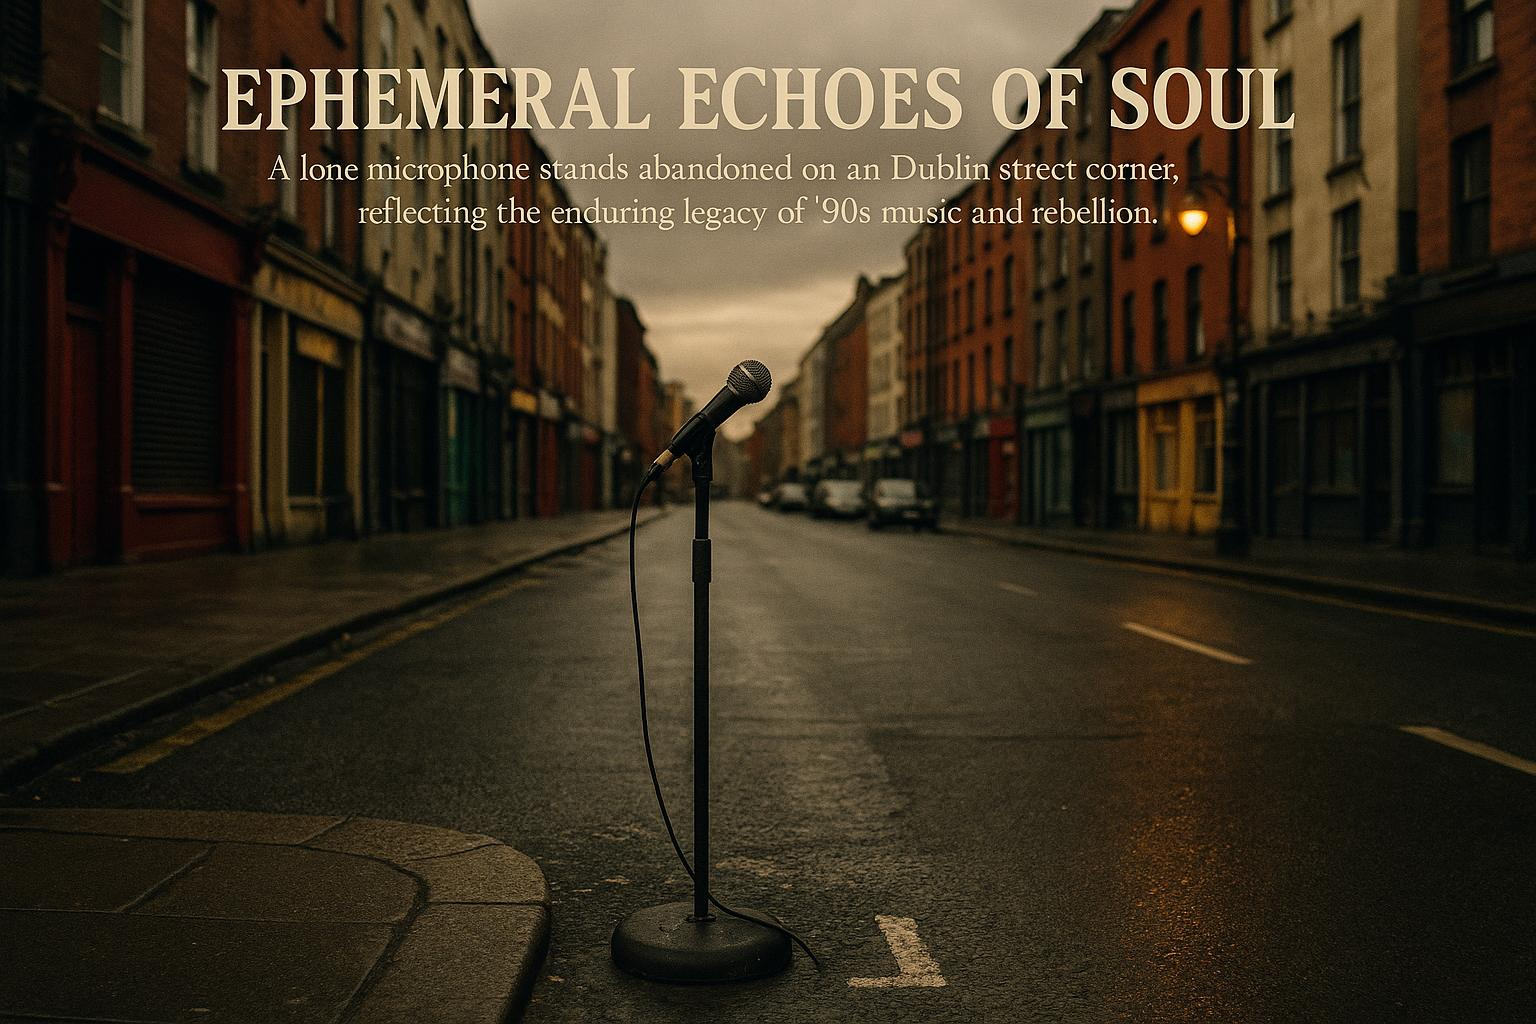 EPHEMERAL ECHOES OF SOUL
A lone microphone stands abandoned on an Dublin strect corner,
reflecting the enduring legacy of '90s music and rebellion.